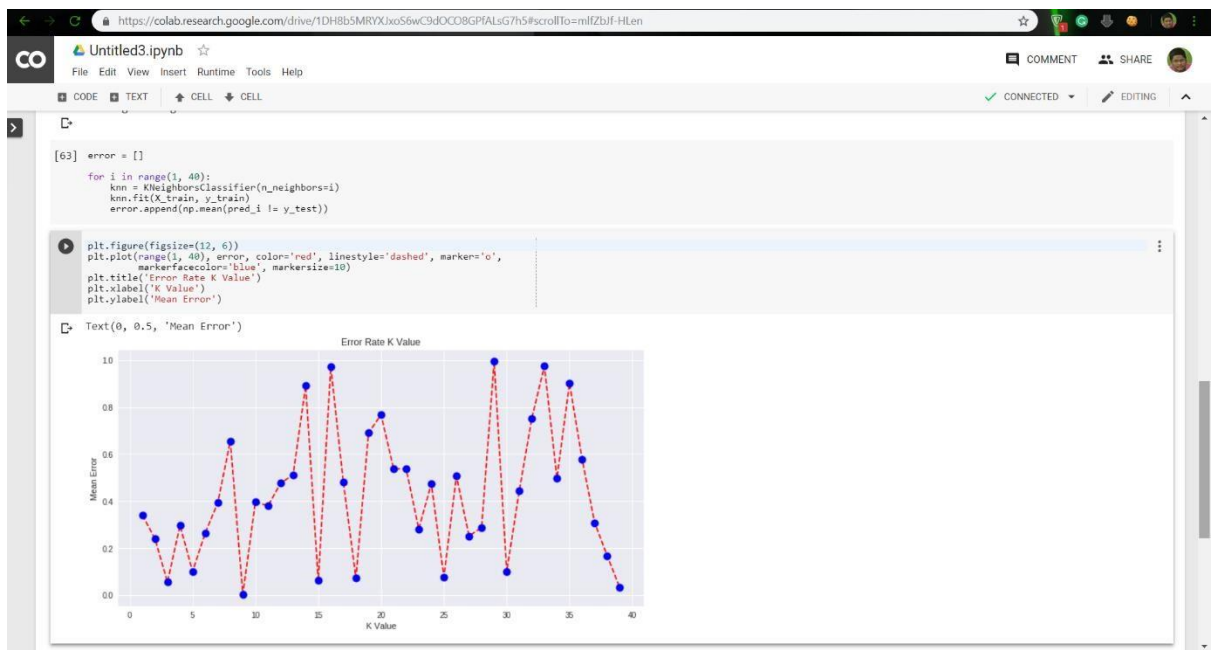 https://colab.research.google.com/drive/1DH8b5MRYXJxoS6wC9dOCO8GPfALsG7h5#scrollTo=mlfZbJf-HLen
CO
Untitled3.ipynb
COMMENT
SHARE
File Edit View Insert Runtime Tools Help
CODE TEXT CELL CELL
CONNECTED
EDITING
[63] error = []
for i in range(1, 40):
knn = KNeighborsClassifier(n_neighbors=i)
knn.fit(X_train, y_train)
error.append(np.mean(pred_i != y_test))
plt.figure(figsize=(12, 6))
plt.plot(range(1, 40), error, color='red', linestyle='dashed', marker='o',
markerfacecolor='blue', markersize=10)
plt.title('Error Rate K Value')
plt.xlabel('K Value')
plt.ylabel('Mean Error')
Text(0, 0.5, 'Mean Error')
Error Rate K Value
Mean Error
1.0
0.8
0.6
0.4
0.2
0.0
0 5 10 15 20 25 30 35 40
K Value